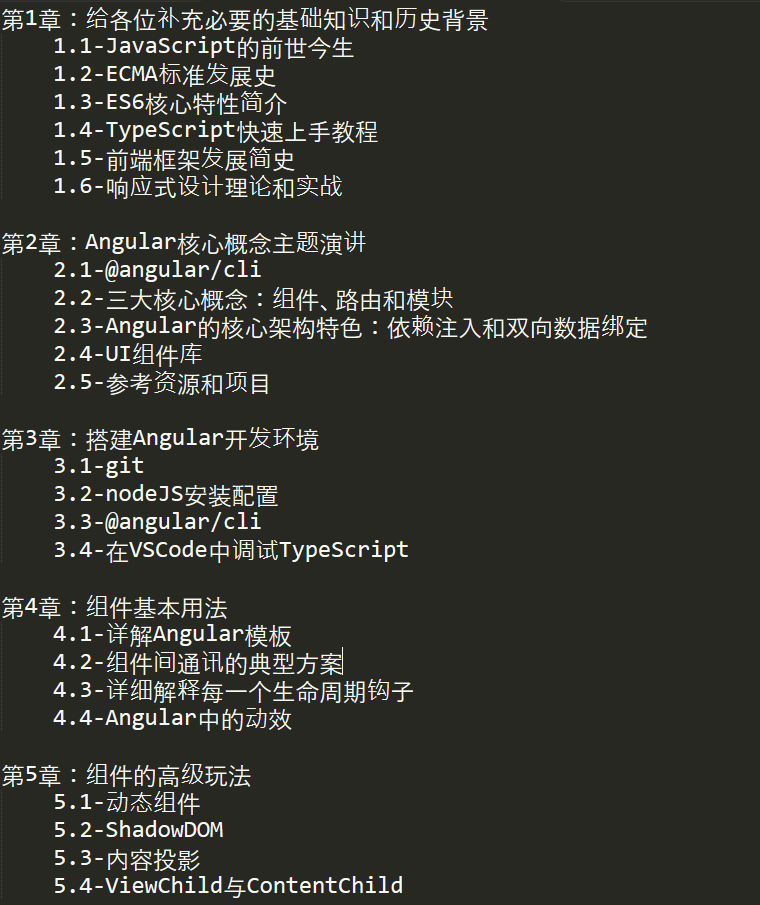 第1章：给各位补充必要的基础知识和历史背景
1.1-JavaScript的前世今生
1.2-ECMA标准发展史
1.3-ES6核心特性简介
1.4-TypeScript快速上手教程
1.5-前端框架发展简史
1.6-响应式设计理论和实战
第2章：Angular核心概念主题演讲
2.1-@angular/cli
2.2-三大核心概念：组件、路由和模块
2.3-Angular的核心架构特色：依赖注入和双向数据绑定
2.4-UI组件库
2.5-参考资源和项目
第3章：搭建Angular开发环境
3.1-git
3.2-nodeJS安装配置
3.3-@angular/cli
3.4-在VSCode中调试TypeScript
第4章：组件基本用法
4.1-详解Angular模板
4.2-组件间通讯的典型方案
4.3-详细解释每一个生命周期钩子
4.4-Angular中的动效
第5章：组件的高级玩法
5.1-动态组件
5.2-ShadowDOM
5.3-内容投影
5.4-ViewChild与ContentChild